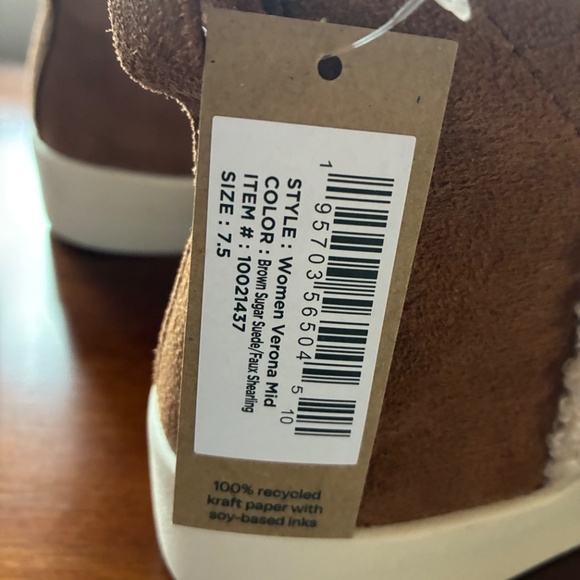 STYLE : Women Verona Mid
COLOR : Brown Sugar Suede/Faux Shearling
ITEM # : 10021437
SIZE : 7.5
1 95703 56504 5 10
100% recycled
kraft paper with
soy-based inks